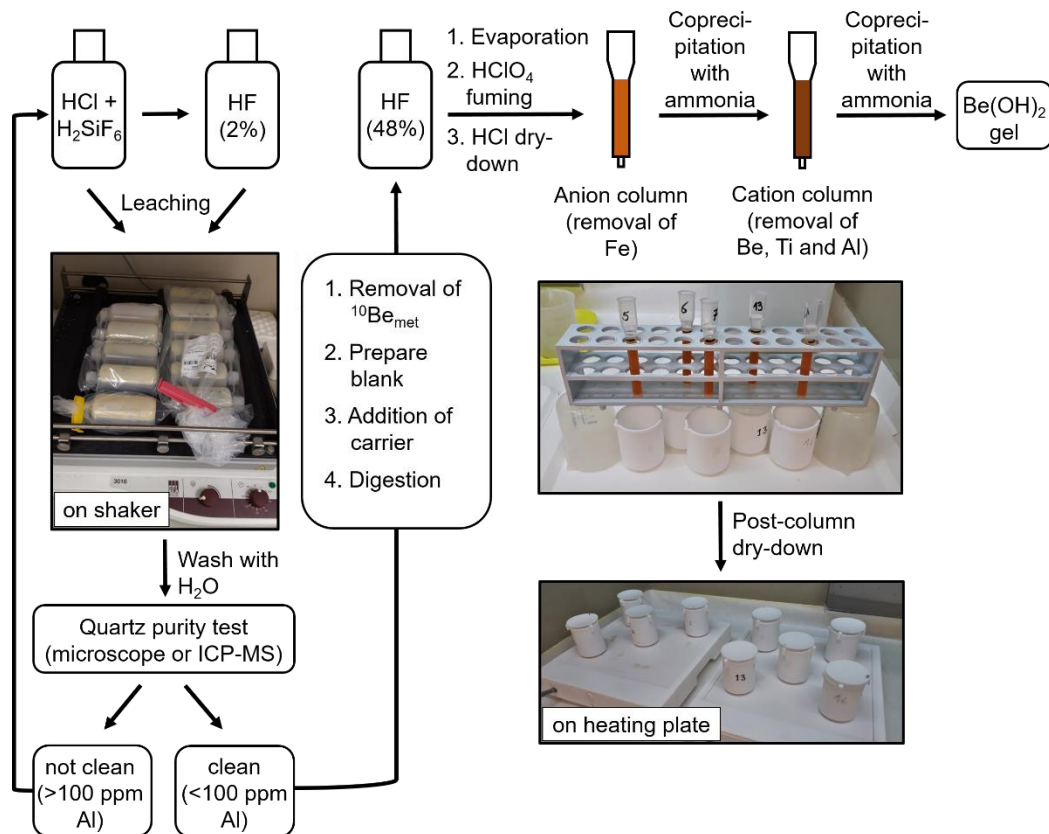 HCl +
H2SiF6
HF
(2%)
Leaching
on shaker
Wash with
H2O
Quartz purity test
(microscope or ICP-MS)
not clean
(>100 ppm
Al)
clean
(<100 ppm
Al)
1. Removal of
10Bemet
2. Prepare
blank
3. Addition of
carrier
4. Digestion
HF
(48%)
1. Evaporation
2. HClO4
fuming
3. HCl dry-
down
Anion column
(removal of
Fe)
Copreci-
pitation
with
ammonia
Cation column
(removal of
Be, Ti and Al)
Copreci-
pitation
with
ammonia
Be(OH)2
gel
5
6
7
13
13
Post-column
dry-down
13
on heating plate